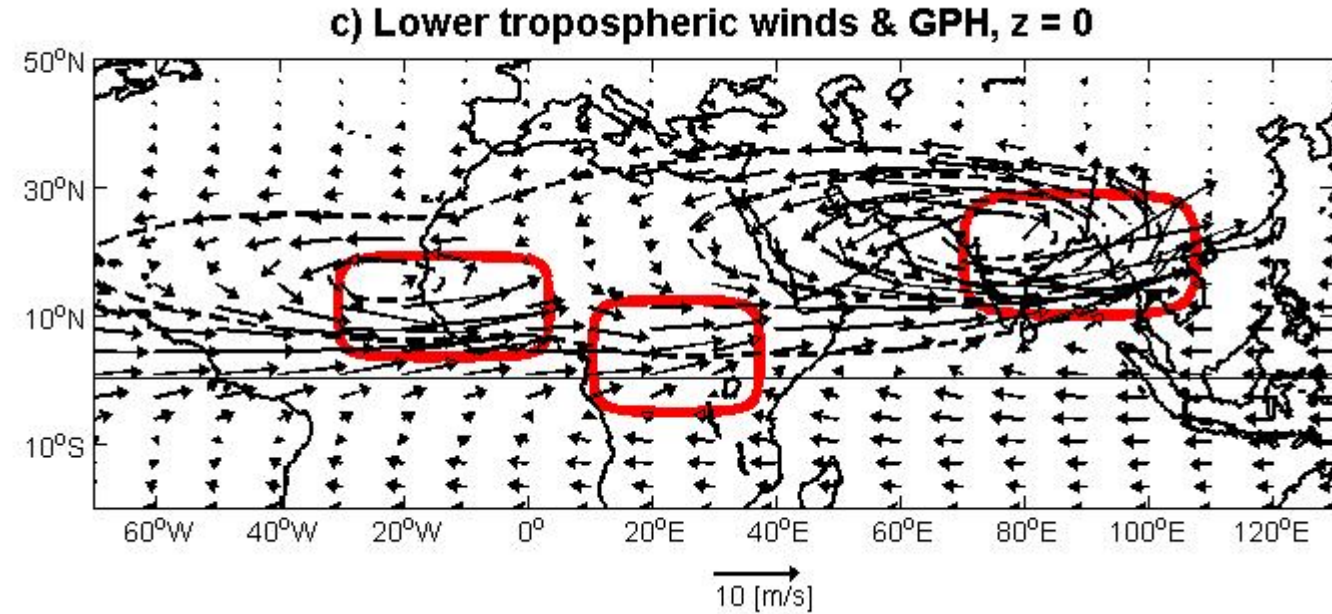 c) Lower tropospheric winds & GPH, z = 0
50°N
30°N
10°N
10°S
60°W 40°W 20°W 0° 20°E 40°E 60°E 80°E 100°E 120°E
10 [m/s]